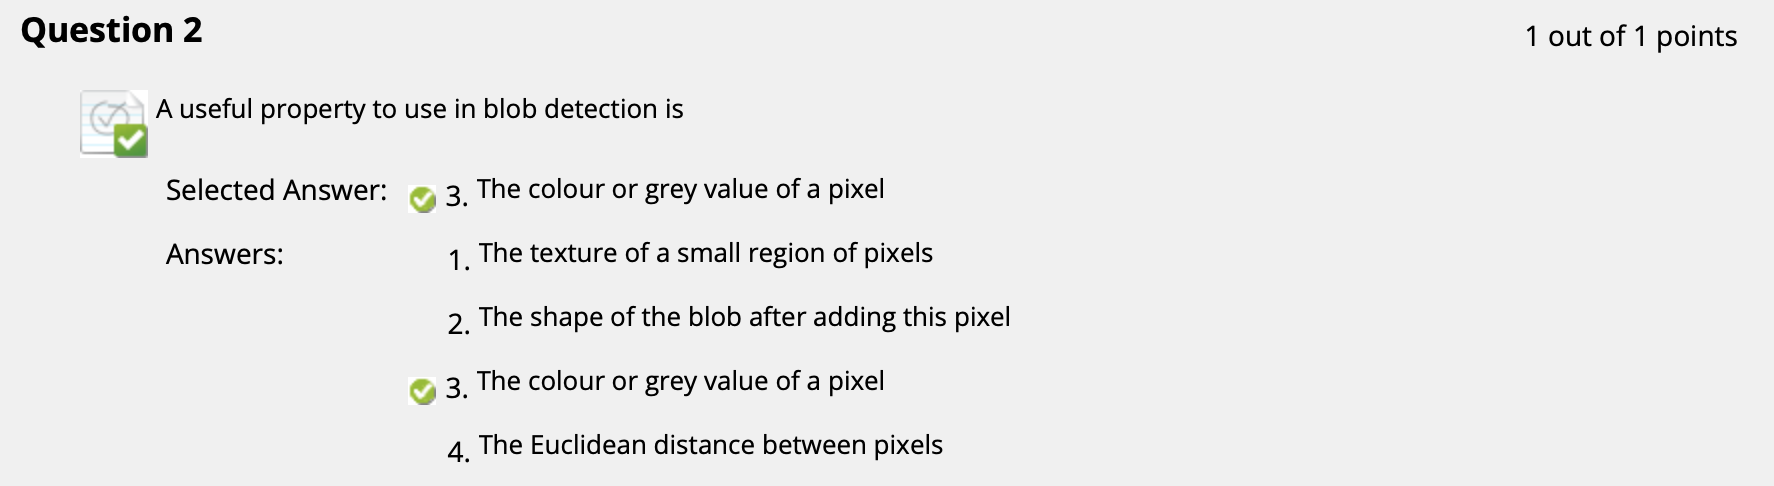 Question 2
1 out of 1 points
A useful property to use in blob detection is
Selected Answer: 3. The colour or grey value of a pixel
Answers: 1. The texture of a small region of pixels
2. The shape of the blob after adding this pixel
3. The colour or grey value of a pixel
4. The Euclidean distance between pixels